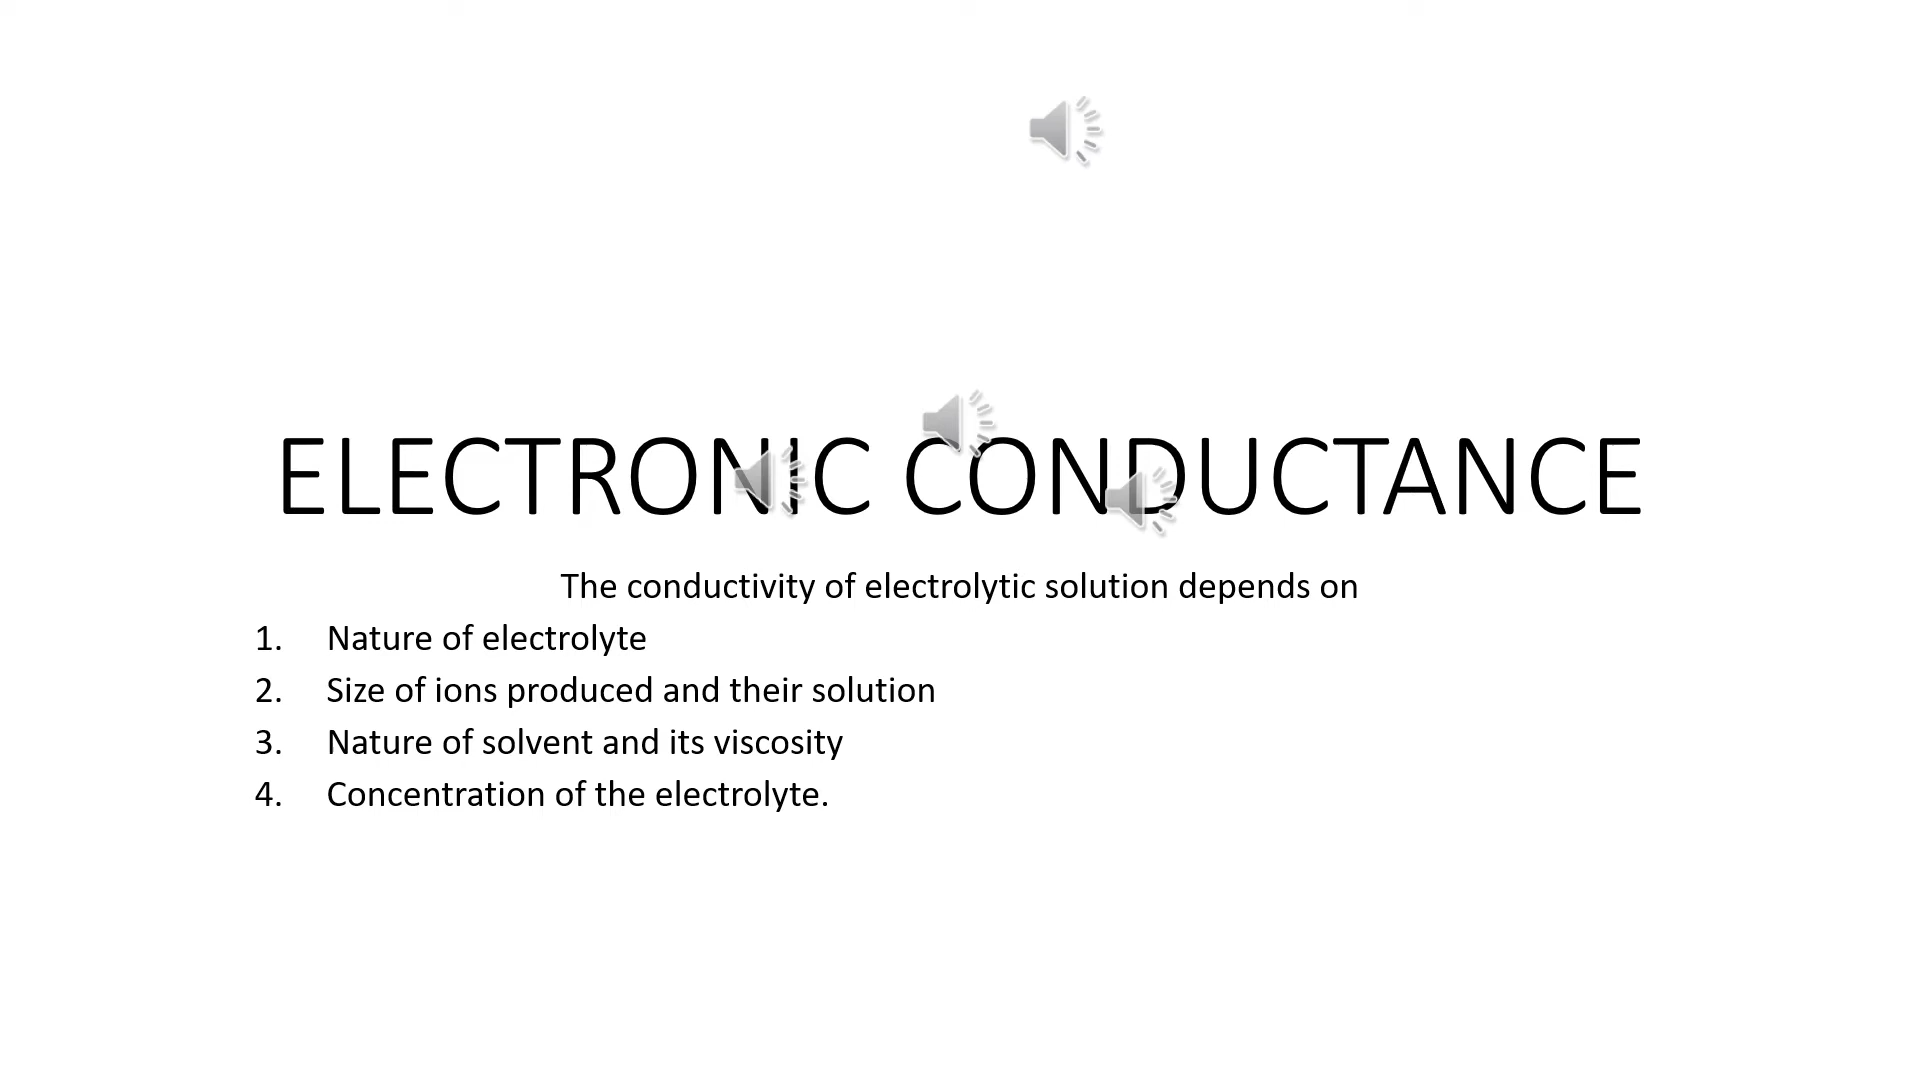 ELECTRONIC CONDUCTANCE
The conductivity of electrolytic solution depends on
1. Nature of electrolyte
2. Size of ions produced and their solution
3. Nature of solvent and its viscosity
4. Concentration of the electrolyte.